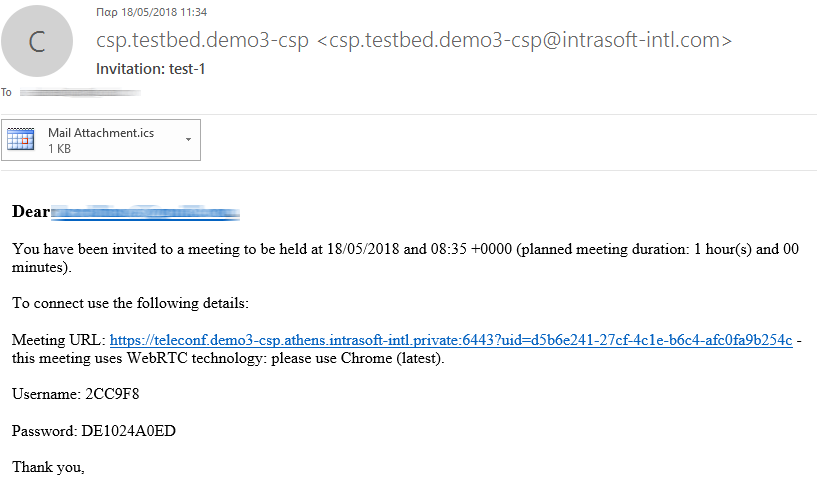 Παρ 18/05/2018 11:34
C
csp.testbed.demo3-csp <csp.testbed.demo3-csp@intrasoft-intl.com>
Invitation: test-1
To
Mail Attachment.ics
1 KB
Dear
You have been invited to a meeting to be held at 18/05/2018 and 08:35 +0000 (planned meeting duration: 1 hour(s) and 00
minutes).
To connect use the following details:
Meeting URL: https://teleconf.demo3-csp.athens.intrasoft-intl.private:6443?uid=d5b6e241-27cf-4c1e-b6c4-afc0fa9b254c -
this meeting uses WebRTC technology: please use Chrome (latest).
Username: 2CC9F8
Password: DE1024A0ED
Thank you,